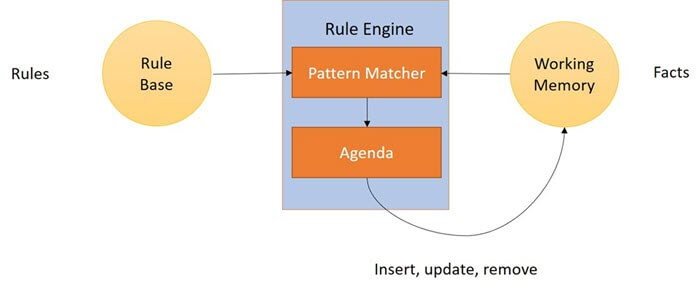 Rule Engine
Rules
Rule
Base
Pattern Matcher
Working
Memory
Facts
Agenda
Insert, update, remove